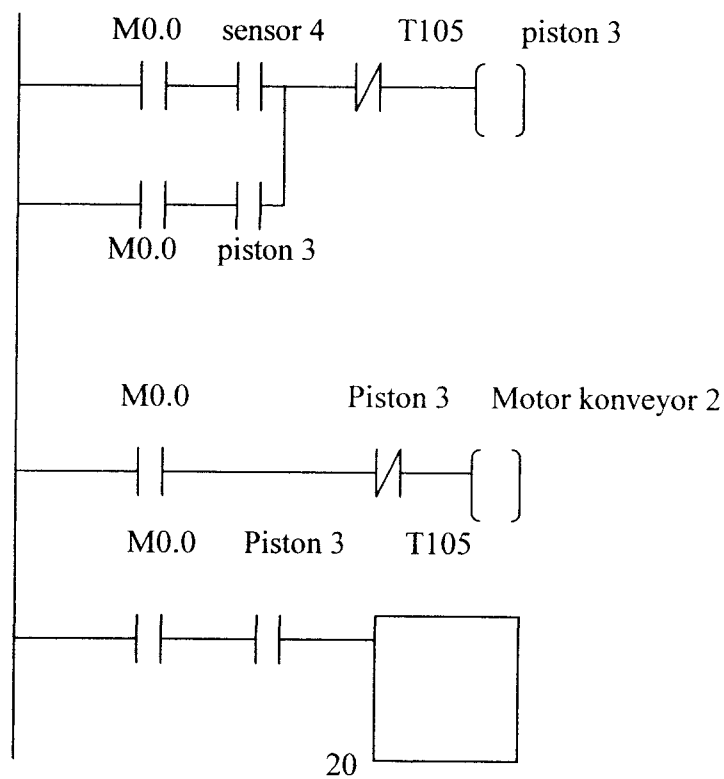 M0.0 sensor 4 T105 piston 3
M0.0 piston 3
M0.0 Piston 3 Motor konveyor 2
M0.0 Piston 3 T105
20